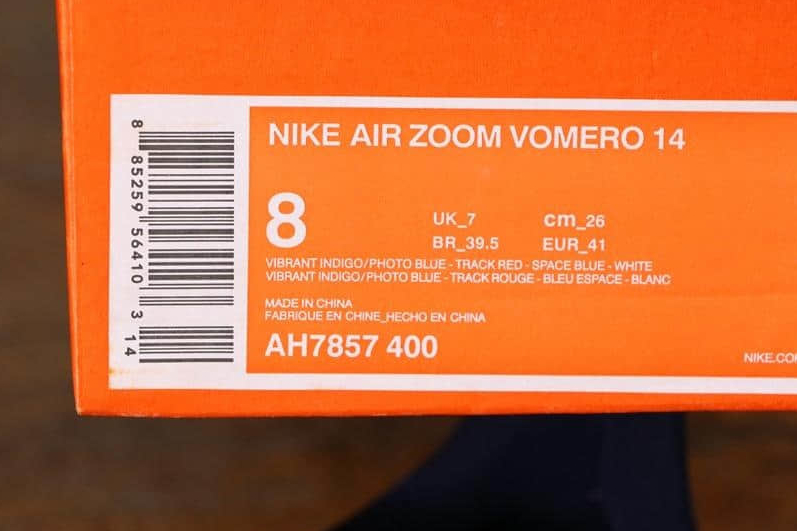 8 85259 56410 3 14
NIKE AIR ZOOM VOMERO 14
8
UK_7 cm_26
BR_39.5 EUR_41
VIBRANT INDIGO/PHOTO BLUE - TRACK RED - SPACE BLUE - WHITE
VIBRANT INDIGO/PHOTO BLUE - TRACK ROUGE - BLEU ESPACE - BLANC
MADE IN CHINA
FABRIQUE EN CHINE_HECHO EN CHINA
AH7857 400
NIKE.CO